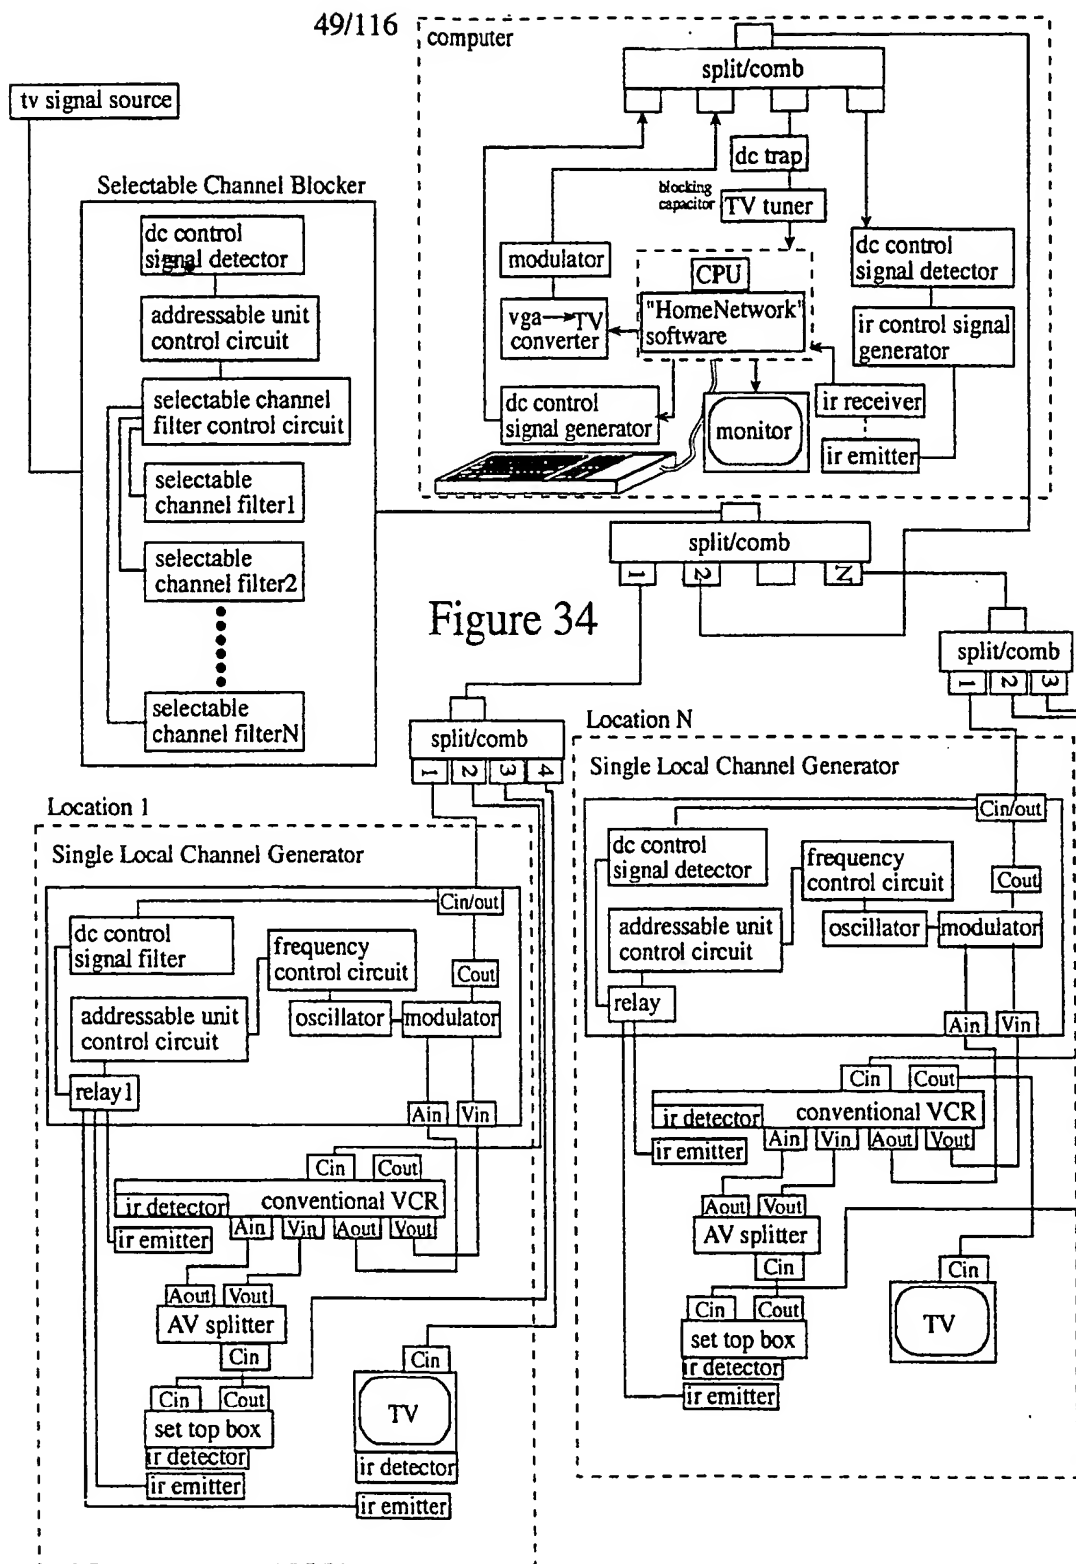 49/116
computer
split/comb
tv signal source
dc trap
blocking
capacitor
TV tuner
Selectable Channel Blocker
dc control
signal detector
addressable unit
control circuit
selectable channel
filter control circuit
selectable
channel filter1
selectable
channel filter2
selectable
channel filterN
modulator
CPU
dc control
signal detector
vga→TV
converter
"HomeNetwork"
software
ir control signal
generator
dc control
signal generator
monitor
ir receiver
ir emitter
split/comb
1
2
N
Figure 34
split/comb
1
2
3
split/comb
1
2
3
4
Location N
Single Local Channel Generator
Cin/out
dc control
signal detector
frequency
control circuit
Cout
addressable unit
control circuit
oscillator
modulator
relay
Ain
Vin
Cin
Cout
conventional VCR
ir detector
Ain
Vin
Aout
Vout
ir emitter
Aout
Vout
AV splitter
Cin
Cin
Cout
set top box
ir detector
ir emitter
Cin
TV
Location 1
Single Local Channel Generator
Cin/out
dc control
signal filter
frequency
control circuit
Cout
addressable unit
control circuit
oscillator
modulator
relay1
Ain
Vin
Cin
Cout
conventional VCR
ir detector
Ain
Vin
Aout
Vout
ir emitter
Aout
Vout
AV splitter
Cin
Cin
Cout
set top box
ir detector
ir emitter
Cin
TV
ir detector
ir emitter